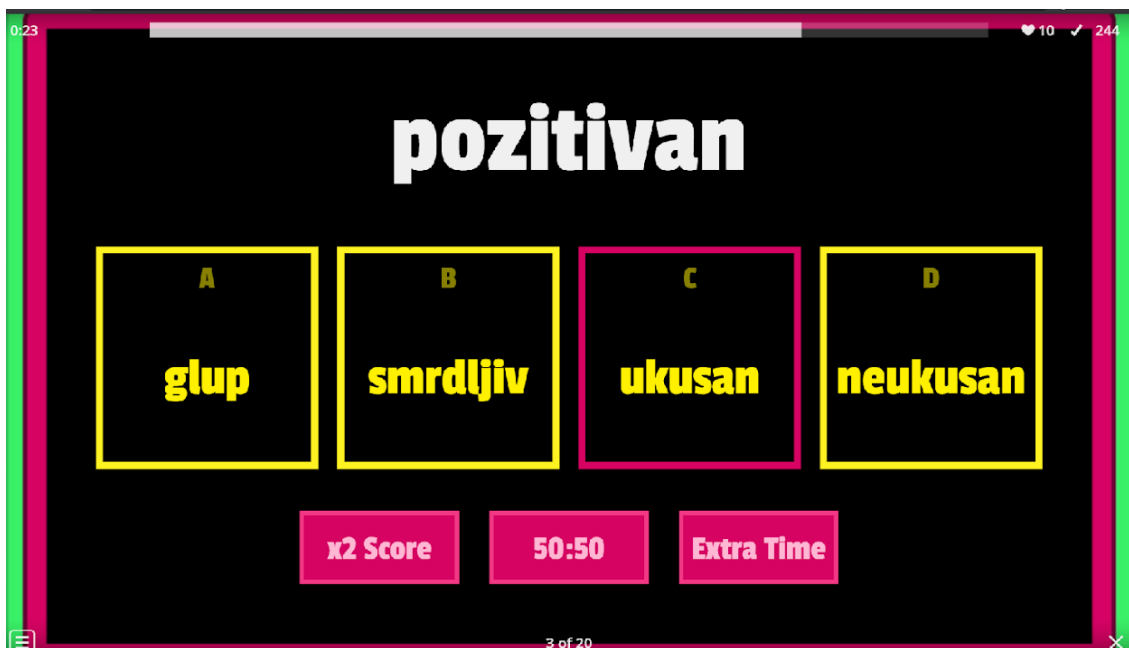 0:23
10 ✓ 244
pozitivan
A
glup
B
smrdljiv
C
ukusan
D
neukusan
x2 Score
50:50
Extra Time
3 of 20